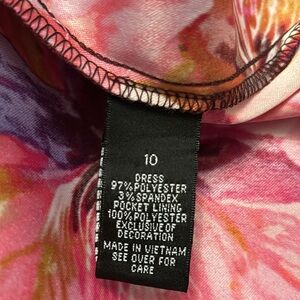 10
DRESS
97% POLYESTER
3% SPANDEX
POCKET LINING
100% POLYESTER
EXCLUSIVE OF
DECORATION
MADE IN VIETNAM
SEE OVER FOR
CARE